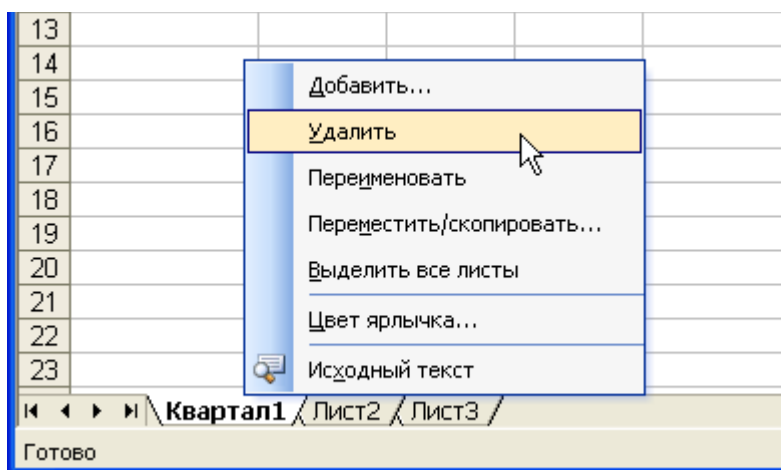 13
14
Добавить...
15
16
Удалить
17
Переименовать
18
Переместить/скопировать...
19
20
Выделить все листы
21
Цвет ярлычка...
22
23
Исходный текст
Квартал1 Лист2 Лист3
Готово